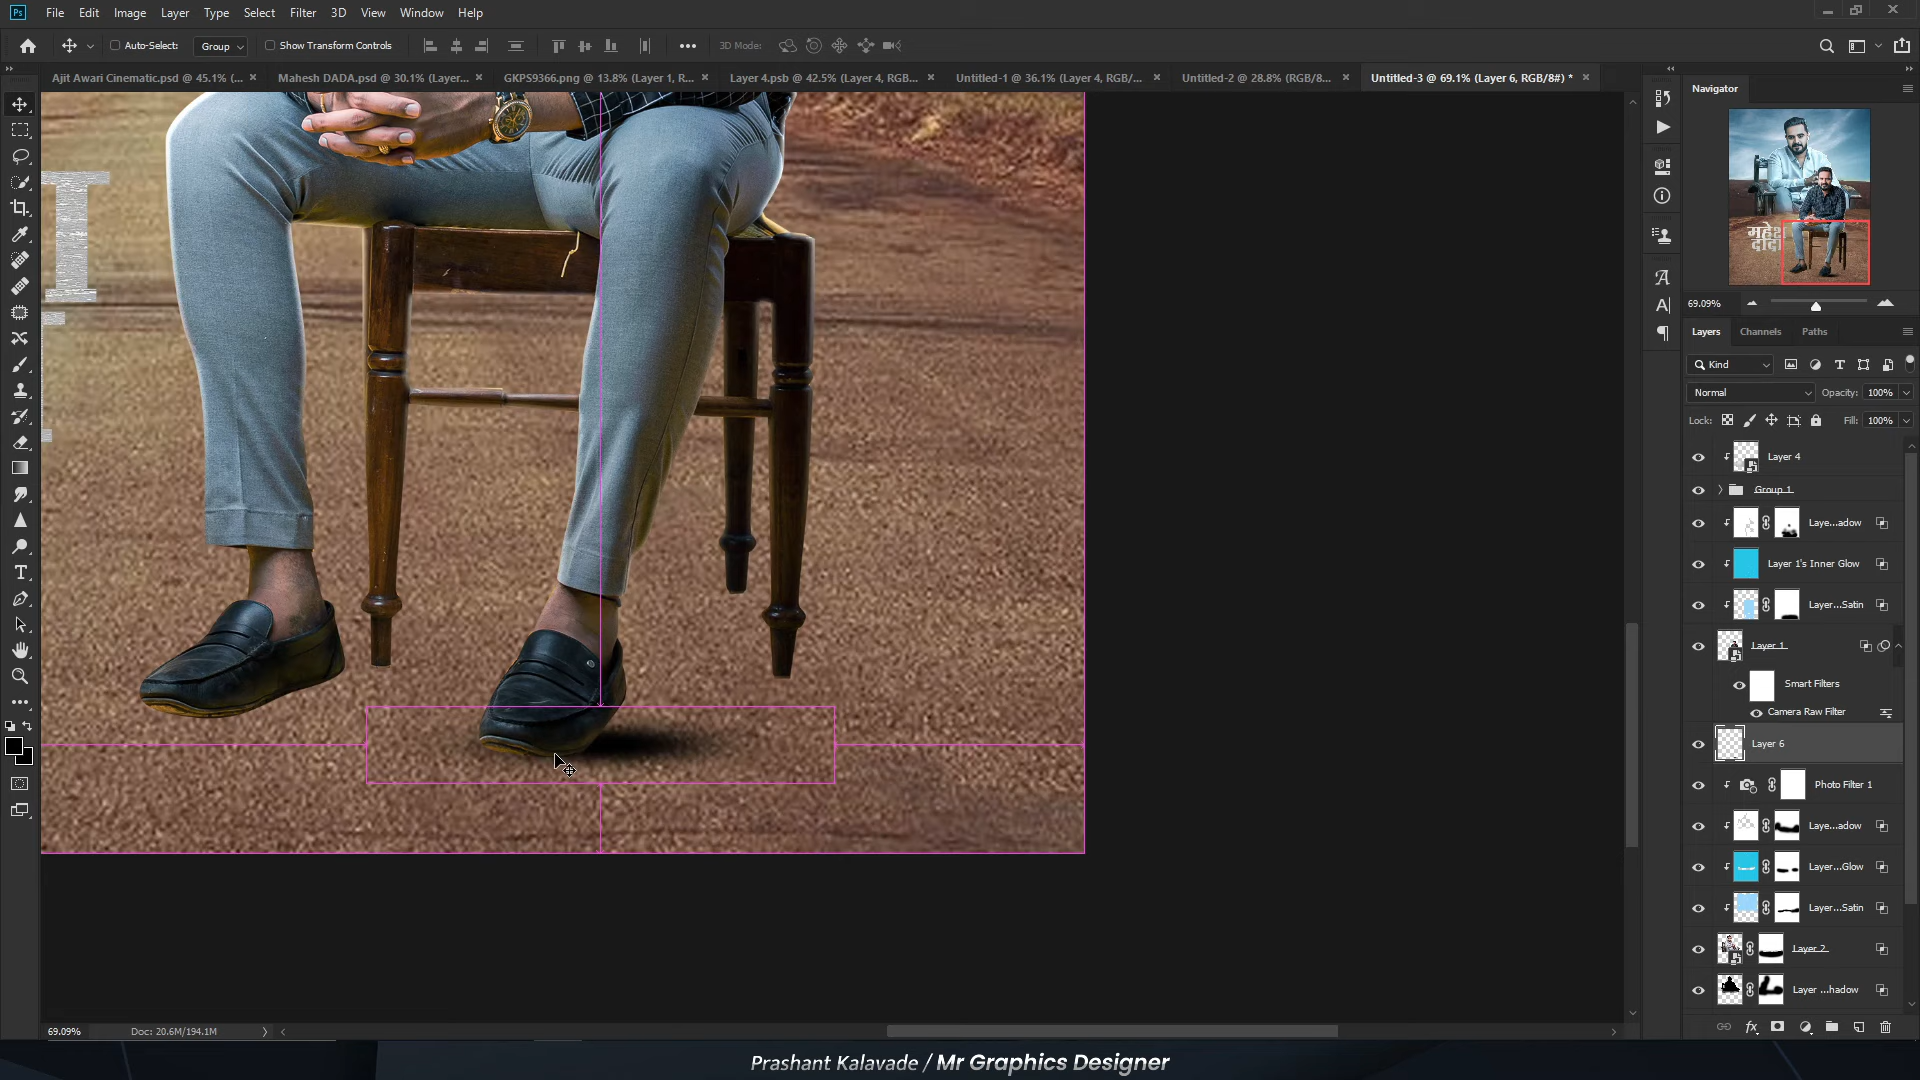 Ps File Edit Image Layer Type Select Filter 3D View Window Help
Auto-Select: Group Show Transform Controls 3D Mode:
Ajit Awari Cinematic.psd @ 45.1% (... × Mahesh DADA.psd @ 30.1% (Layer... × GKPS9366.png @ 13.8% (Layer 1, R... × Layer 4.psb @ 42.5% (Layer 4, RGB... × Untitled-1 @ 36.1% (Layer 4, RGB/... × Untitled-2 @ 28.8% (RGB/8... × Untitled-3 @ 69.1% (Layer 6, RGB/8#) * ×
Navigator
महेश
दादा
69.09%
Layers Channels Paths
Kind
Normal Opacity: 100%
Lock: Fill: 100%
Layer 4
Group 1
Laye...adow
Layer 1's Inner Glow
Layer...Satin
Layer 1
Smart Filters
Camera Raw Filter
Layer 6
Photo Filter 1
Laye...adow
Layer...Glow
Layer...Satin
Layer 2
Layer ...hadow
69.09% Doc: 20.6M/194.1M
Prashant Kalavade / Mr Graphics Designer